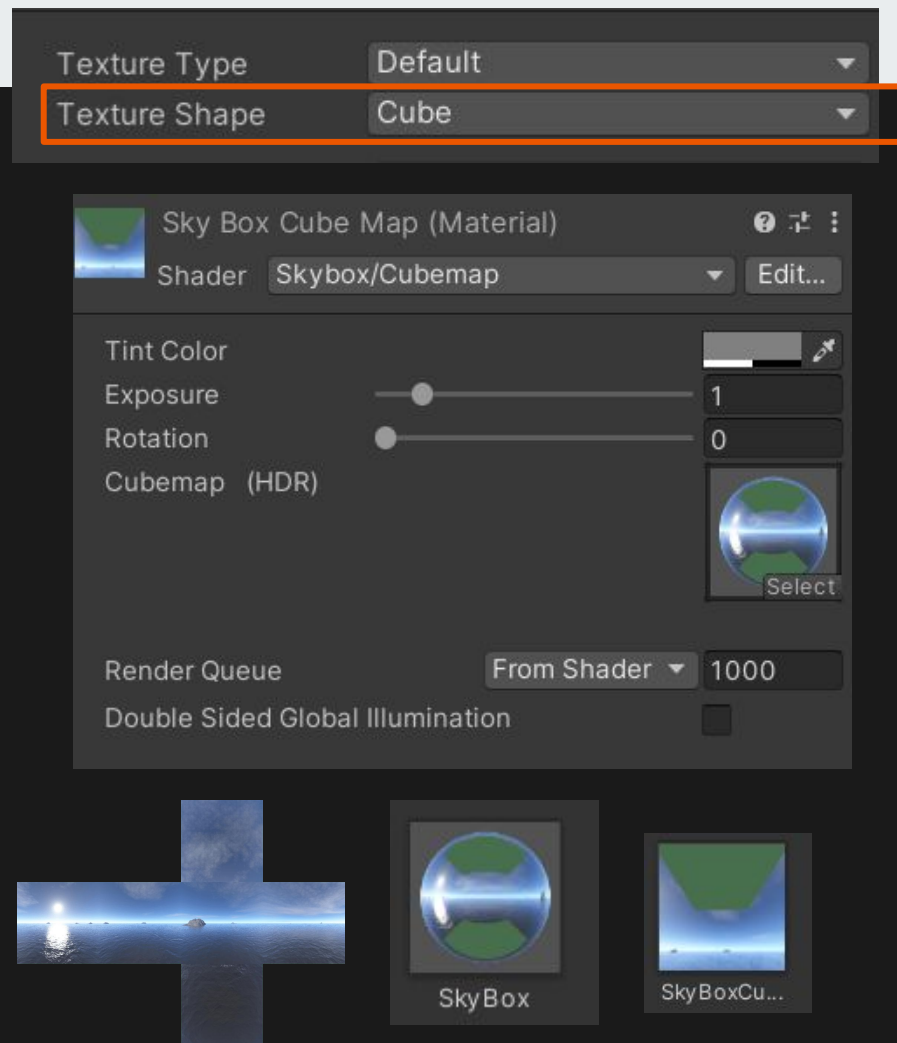 Texture Type Default
Texture Shape Cube
Sky Box Cube Map (Material)
Shader Skybox/Cubemap Edit...
Tint Color
Exposure 1
Rotation 0
Cubemap (HDR)
Select
Render Queue From Shader 1000
Double Sided Global Illumination
SkyBox
SkyBoxCu...